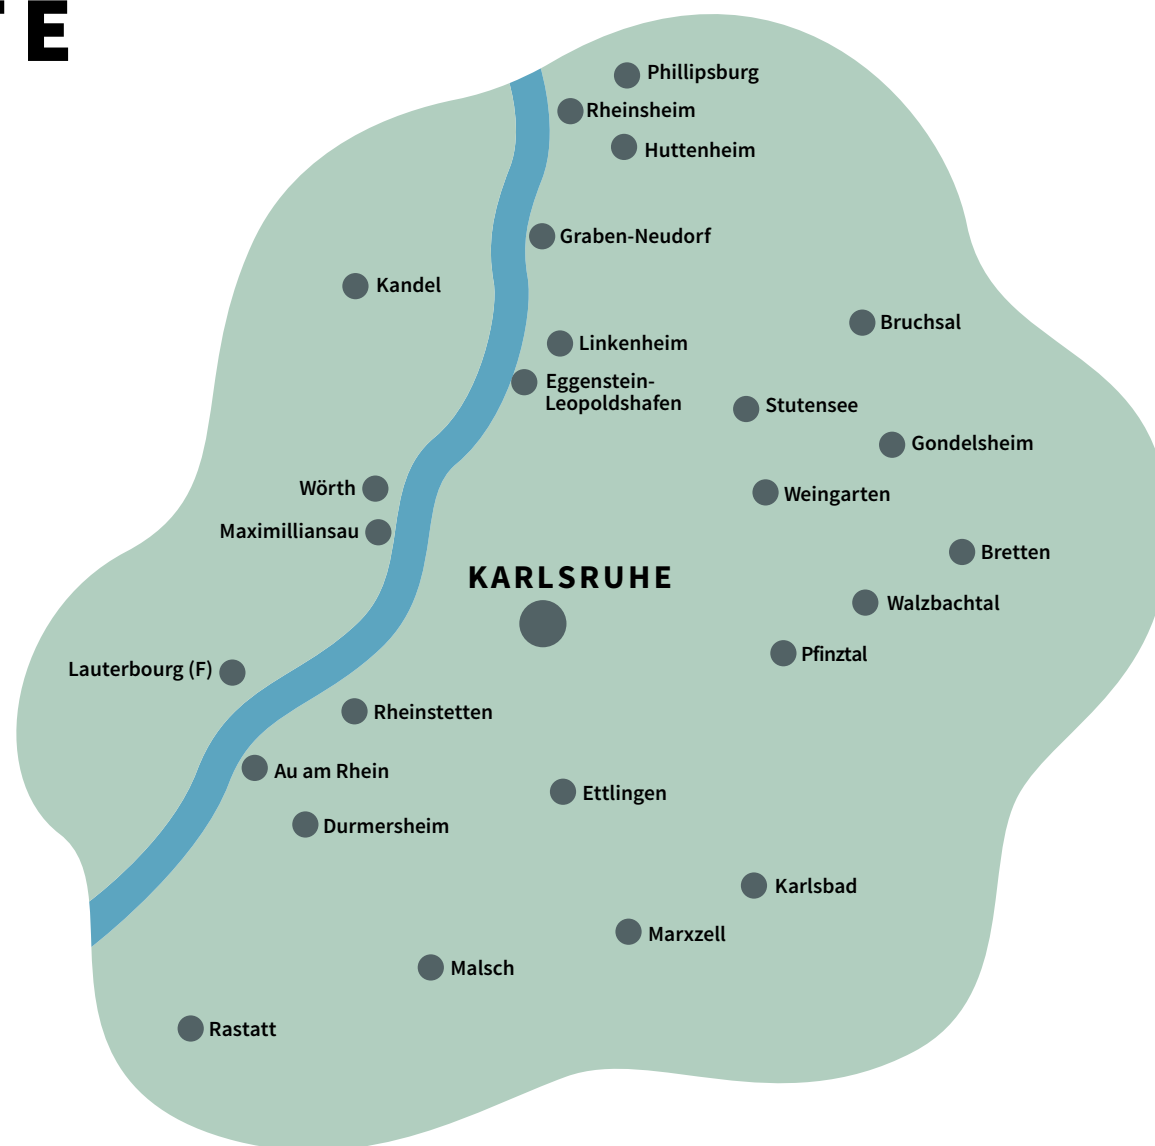 E
Phillipsburg
Rheinsheim
Huttenheim
Graben-Neudorf
Kandel
Bruchsal
Linkenheim
Eggenstein-
Leopoldshafen
Stutensee
Gondelsheim
Wörth
Weingarten
Maximilliansau
Bretten
KARLSRUHE
Walzbachtal
Pfinztal
Lauterbourg (F)
Rheinstetten
Au am Rhein
Ettlingen
Durmersheim
Karlsbad
Marxzell
Malsch
Rastatt